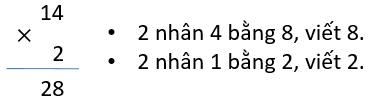 14
×
2
28
• 2 nhân 4 bằng 8, viết 8.
• 2 nhân 1 bằng 2, viết 2.